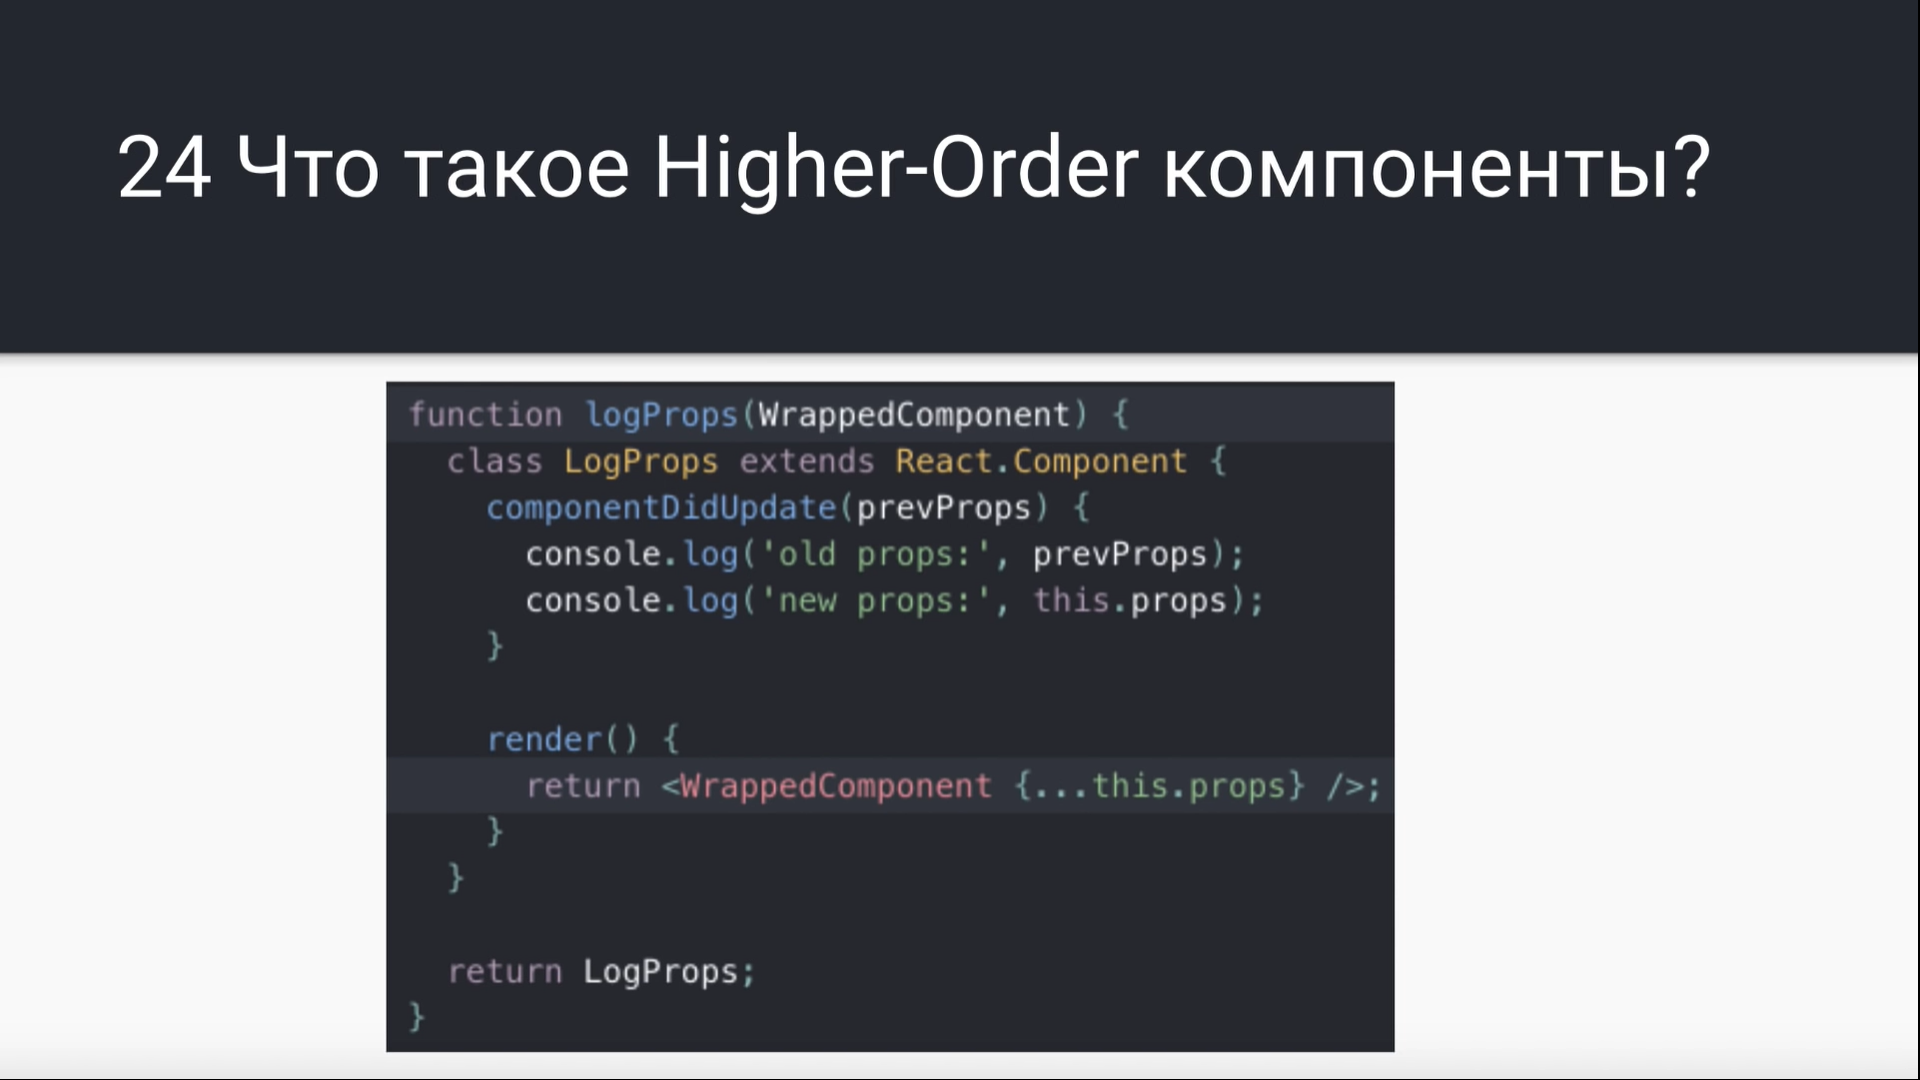 24 Что такое Higher-Order компоненты?
function logProps(WrappedComponent) {
  class LogProps extends React.Component {
    componentDidUpdate(prevProps) {
      console.log('old props:', prevProps);
      console.log('new props:', this.props);
    }

    render() {
      return <WrappedComponent {...this.props} />;
    }
  }

  return LogProps;
}